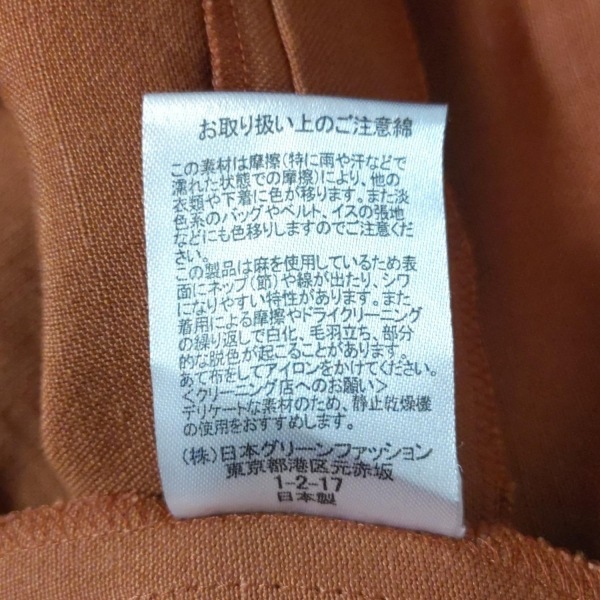 お取り扱い上のご注意綿
この素材は摩擦(特に雨や汗などで
濡れた状態での摩擦)により、他の
衣類や下着に色が移ります。また淡
色系のバッグやベルト、イスの張地
などにも色移りしますのでご注意くだ
さい。
この製品は麻を使用しているため表
面にネップ(節)や線が出たり、シワ
になりやすい特性があります。また
着用による摩擦やドライクリーニング
の繰り返しで白化、毛羽立ち、部分
的な脱色が起こることがあります。
あて布をしてアイロンをかけてください。
<クリーニング店へのお願い>
デリケートな素材のため、静止乾燥機
の使用をおすすめします。
(株)日本グリーンファッション
東京都港区元赤坂
1-2-17
日本製